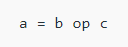 a = b op c